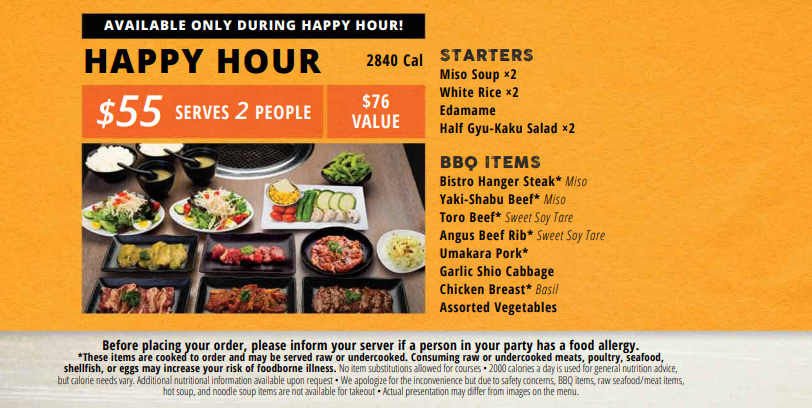 AVAILABLE ONLY DURING HAPPY HOUR!
HAPPY HOUR 2840 Cal
$55 SERVES 2 PEOPLE
$76
VALUE
STARTERS
Miso Soup ×2
White Rice ×2
Edamame
Half Gyu-Kaku Salad ×2
BBQ ITEMS
Bistro Hanger Steak* Miso
Yaki-Shabu Beef* Miso
Toro Beef* Sweet Soy Tare
Angus Beef Rib* Sweet Soy Tare
Umakara Pork*
Garlic Shio Cabbage
Chicken Breast* Basil
Assorted Vegetables
Before placing your order, please inform your server if a person in your party has a food allergy.
*These items are cooked to order and may be served raw or undercooked. Consuming raw or undercooked meats, poultry, seafood,
shellfish, or eggs may increase your risk of foodborne illness. No item substitutions allowed for courses • 2000 calories a day is used for general nutrition advice,
but calorie needs vary. Additional nutritional information available upon request • We apologize for the inconvenience but due to safety concerns, BBQ items, raw seafood/meat items,
hot soup, and noodle soup items are not available for takeout • Actual presentation may differ from images on the menu.